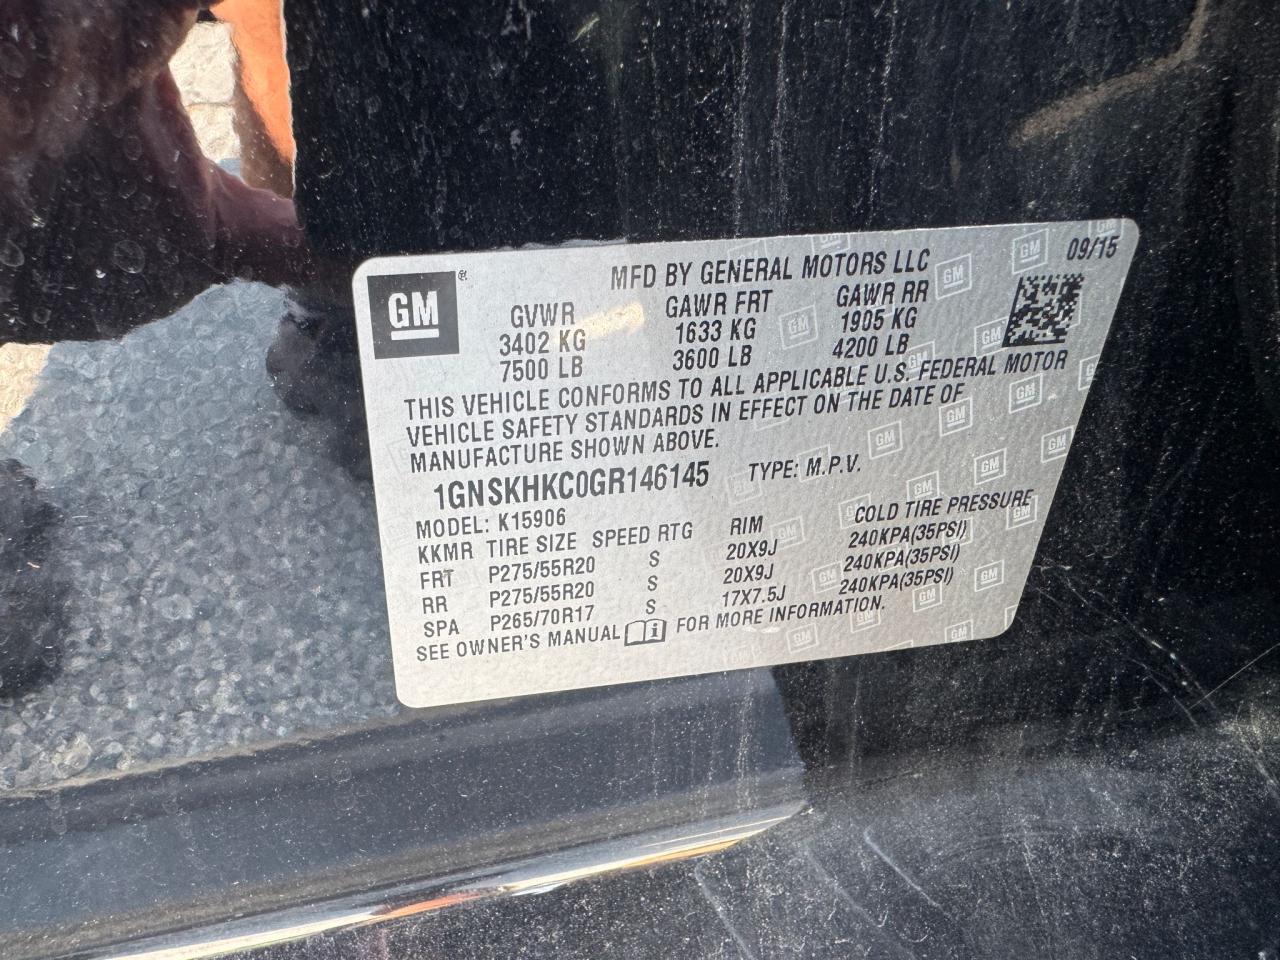 GM®
MFD BY GENERAL MOTORS LLC 09/15
GVWR GAWR FRT GAWR RR
3402 KG 1633 KG 1905 KG
7500 LB 3600 LB 4200 LB
THIS VEHICLE CONFORMS TO ALL APPLICABLE U.S. FEDERAL MOTOR
VEHICLE SAFETY STANDARDS IN EFFECT ON THE DATE OF
MANUFACTURE SHOWN ABOVE.
1GNSKHKC0GR146145 TYPE: M.P.V.
MODEL: K15906
KKMR TIRE SIZE SPEED RTG RIM COLD TIRE PRESSURE
FRT P275/55R20 S 20X9J 240KPA(35PSI)
RR P275/55R20 S 20X9J 240KPA(35PSI)
SPA P265/70R17 S 17X7.5J 240KPA(35PSI)
SEE OWNER'S MANUAL FOR MORE INFORMATION.